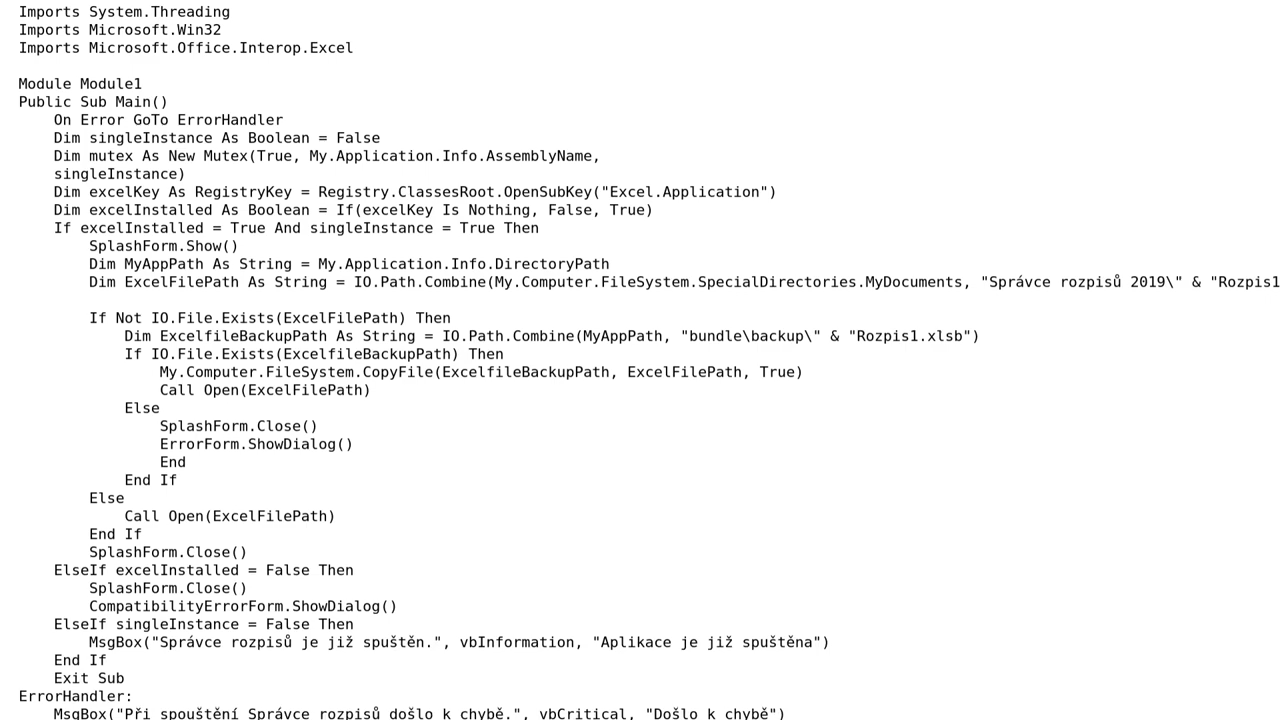 Imports System.Threading
Imports Microsoft.Win32
Imports Microsoft.Office.Interop.Excel
Module Module1
Public Sub Main()
On Error GoTo ErrorHandler
Dim singleInstance As Boolean = False
Dim mutex As New Mutex(True, My.Application.Info.AssemblyName,
singleInstance)
Dim excelKey As RegistryKey = Registry.ClassesRoot.OpenSubKey("Excel.Application")
Dim excelInstalled As Boolean = If(excelKey Is Nothing, False, True)
If excelInstalled = True And singleInstance = True Then
SplashForm.Show()
Dim MyAppPath As String = My.Application.Info.DirectoryPath
Dim ExcelFilePath As String = IO.Path.Combine(My.Computer.FileSystem.SpecialDirectories.MyDocuments, "Správce rozpisů 2019\" & "Rozpis1
If Not IO.File.Exists(ExcelFilePath) Then
Dim ExcelfileBackupPath As String = IO.Path.Combine(MyAppPath, "bundle\backup\" & "Rozpis1.xlsb")
If IO.File.Exists(ExcelfileBackupPath) Then
My.Computer.FileSystem.CopyFile(ExcelfileBackupPath, ExcelFilePath, True)
Call Open(ExcelFilePath)
Else
SplashForm.Close()
ErrorForm.ShowDialog()
End
End If
Else
Call Open(ExcelFilePath)
End If
SplashForm.Close()
ElseIf excelInstalled = False Then
SplashForm.Close()
CompatibilityErrorForm.ShowDialog()
ElseIf singleInstance = False Then
MsgBox("Správce rozpisů je již spuštěn.", vbInformation, "Aplikace je již spuštěna")
End If
Exit Sub
ErrorHandler:
MsgBox("Při spouštění Správce rozpisů došlo k chybě.", vbCritical, "Došlo k chybě")